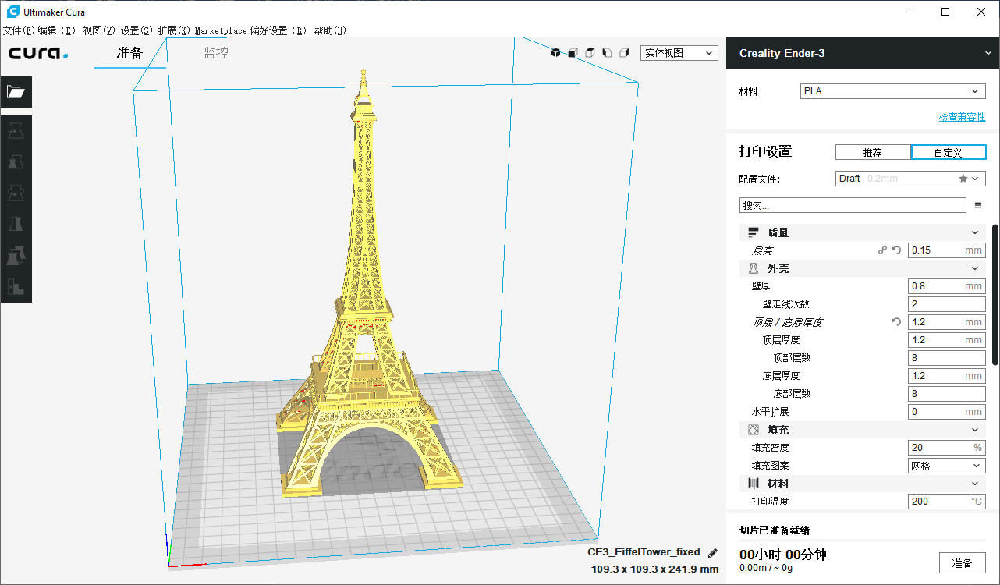 Ultimaker Cura
文件(F) 编辑 (E) 视图(V) 设置(S) 扩展(X) Marketplace 偏好设置 (R) 帮助(H)
cura.
准备
监控
实体视图
Creality Ender-3
材料
PLA
检查兼容性
打印设置
推荐
自定义
配置文件:
Draft - 0.2mm
搜索...
质量
层高
0.15 mm
外壳
壁厚
0.8 mm
壁走线次数
2
顶层 / 底层厚度
1.2 mm
顶层厚度
1.2 mm
顶部层数
8
底层厚度
1.2 mm
底部层数
8
水平扩展
0 mm
填充
填充密度
20 %
填充图案
网格
材料
打印温度
200 °C
切片已准备就绪
00小时 00分钟
0.00m / ~ 0g
准备
CE3_EiffelTower_fixed
109.3 x 109.3 x 241.9 mm